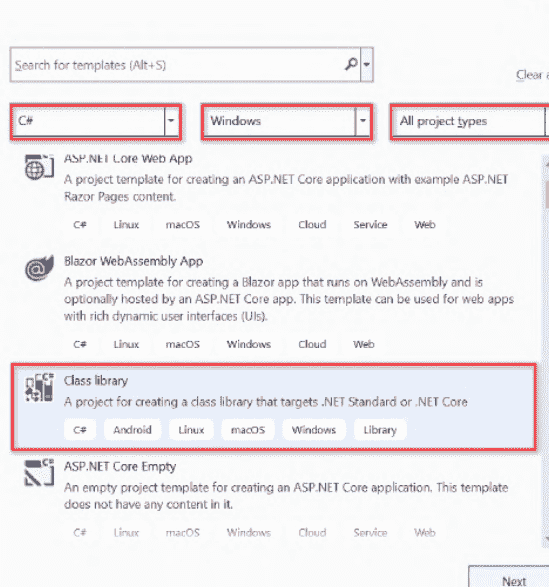 Search for templates (Alt+S)
Clear a
C#
Windows
All project types
ASP.NET Core Web App
A project template for creating an ASP.NET Core application with example ASP.NET
Razor Pages content.
C# Linux macOS Windows Cloud Service Web
Blazor WebAssembly App
A project template for creating a Blazor app that runs on WebAssembly and is
optionally hosted by an ASP.NET Core app. This template can be used for web apps
with rich dynamic user interfaces (UIs).
C# Linux macOS Windows Cloud Web
Class library
A project for creating a class library that targets .NET Standard or .NET Core
C# Android Linux macOS Windows Library
ASP.NET Core Empty
An empty project template for creating an ASP.NET Core application. This template
does not have any content in it.
C# Linux macOS Windows Cloud Service Web
Next